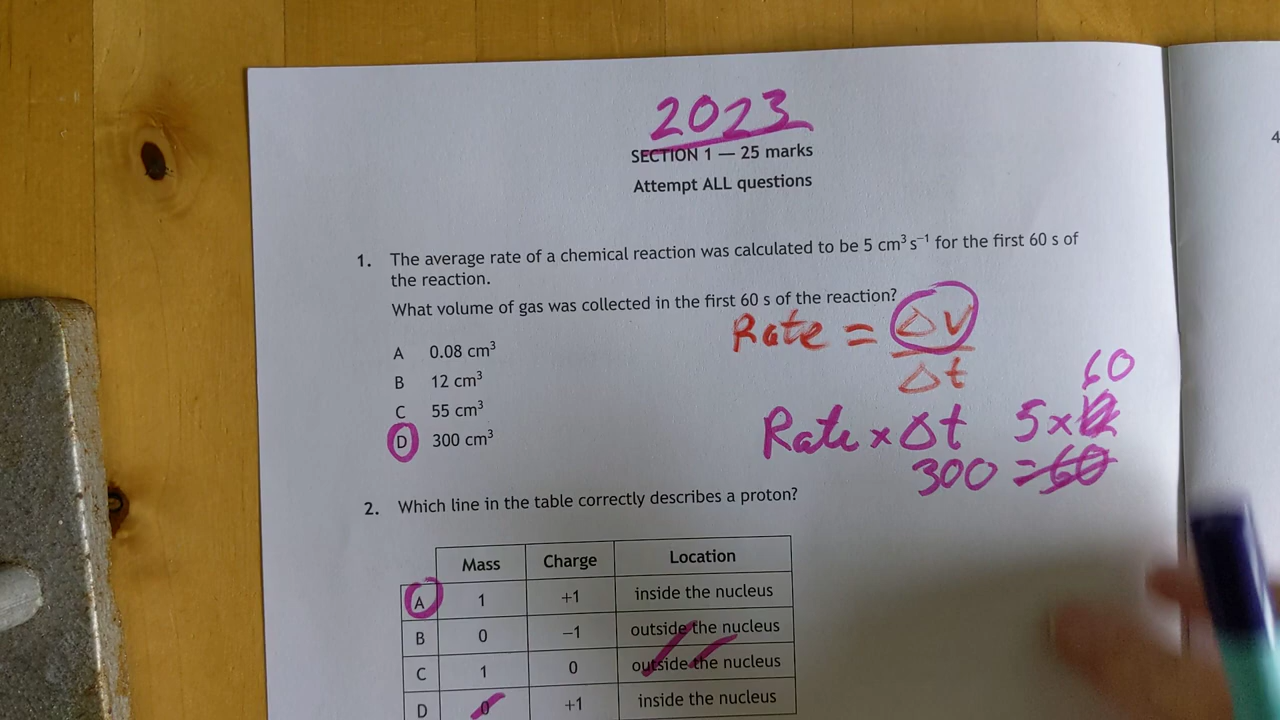 2023
SECTION 1 — 25 marks
Attempt ALL questions
4
1. The average rate of a chemical reaction was calculated to be 5 cm³ s⁻¹ for the first 60 s of
the reaction.
What volume of gas was collected in the first 60 s of the reaction?
Rate = ΔV
Δt
A 0.08 cm³
B 12 cm³
C 55 cm³
D 300 cm³
60
Rate × Δt 5 × 12
300 = 60
2. Which line in the table correctly describes a proton?
Mass Charge Location
A 1 +1 inside the nucleus
B 0 −1 outside the nucleus
C 1 0 outside the nucleus
D 0 +1 inside the nucleus